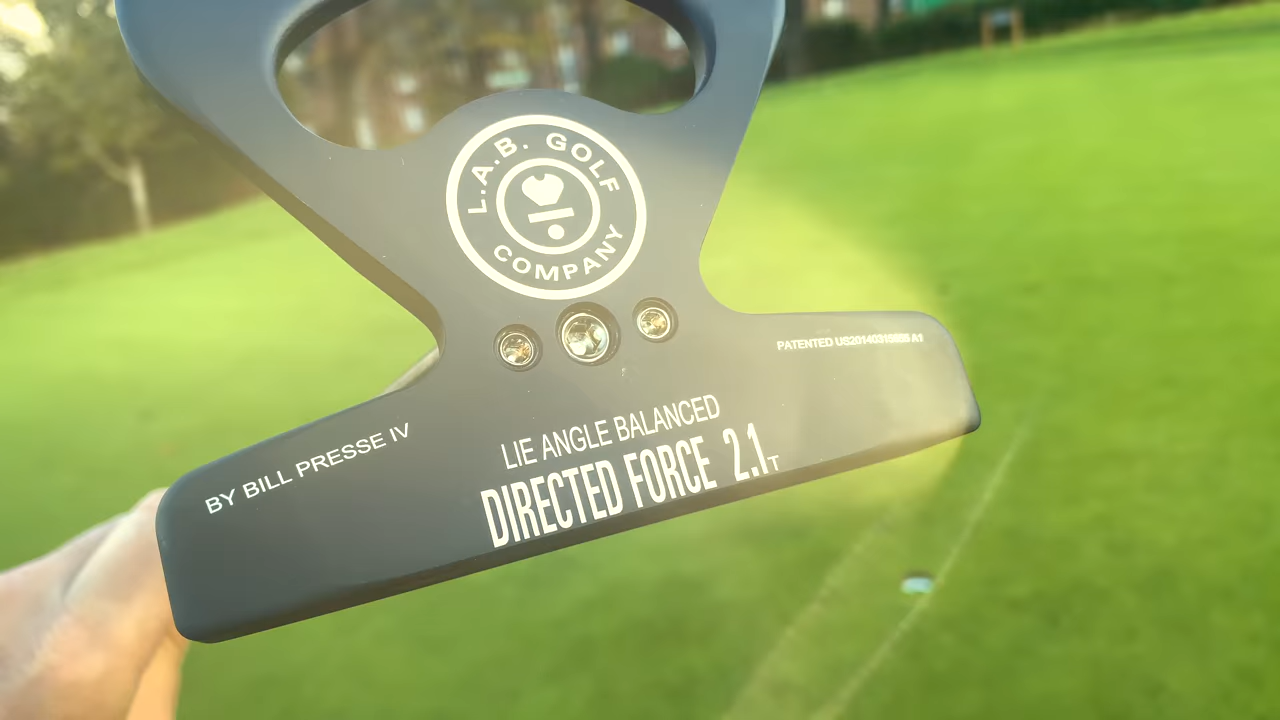 L.A.B. GOLF
COMPANY
PATENTED
BY BILL PRESSE IV
LIE ANGLE BALANCED
DIRECTED FORCE 2.1T